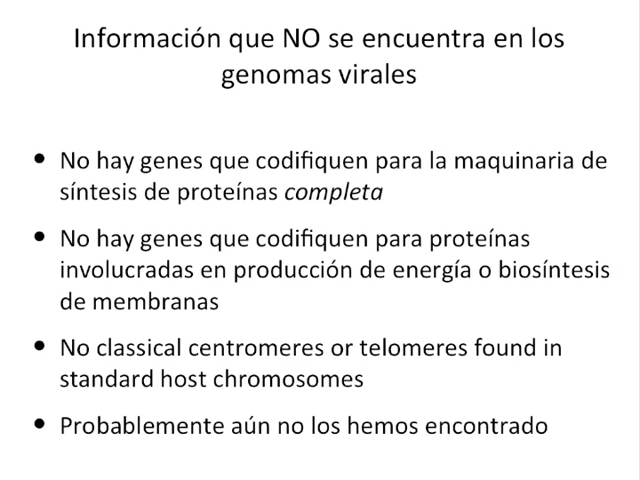 Información que NO se encuentra en los
genomas virales
• No hay genes que codifiquen para la maquinaria de
síntesis de proteínas completa
• No hay genes que codifiquen para proteínas
involucradas en producción de energía o biosíntesis
de membranas
• No classical centromeres or telomeres found in
standard host chromosomes
• Probablemente aún no los hemos encontrado